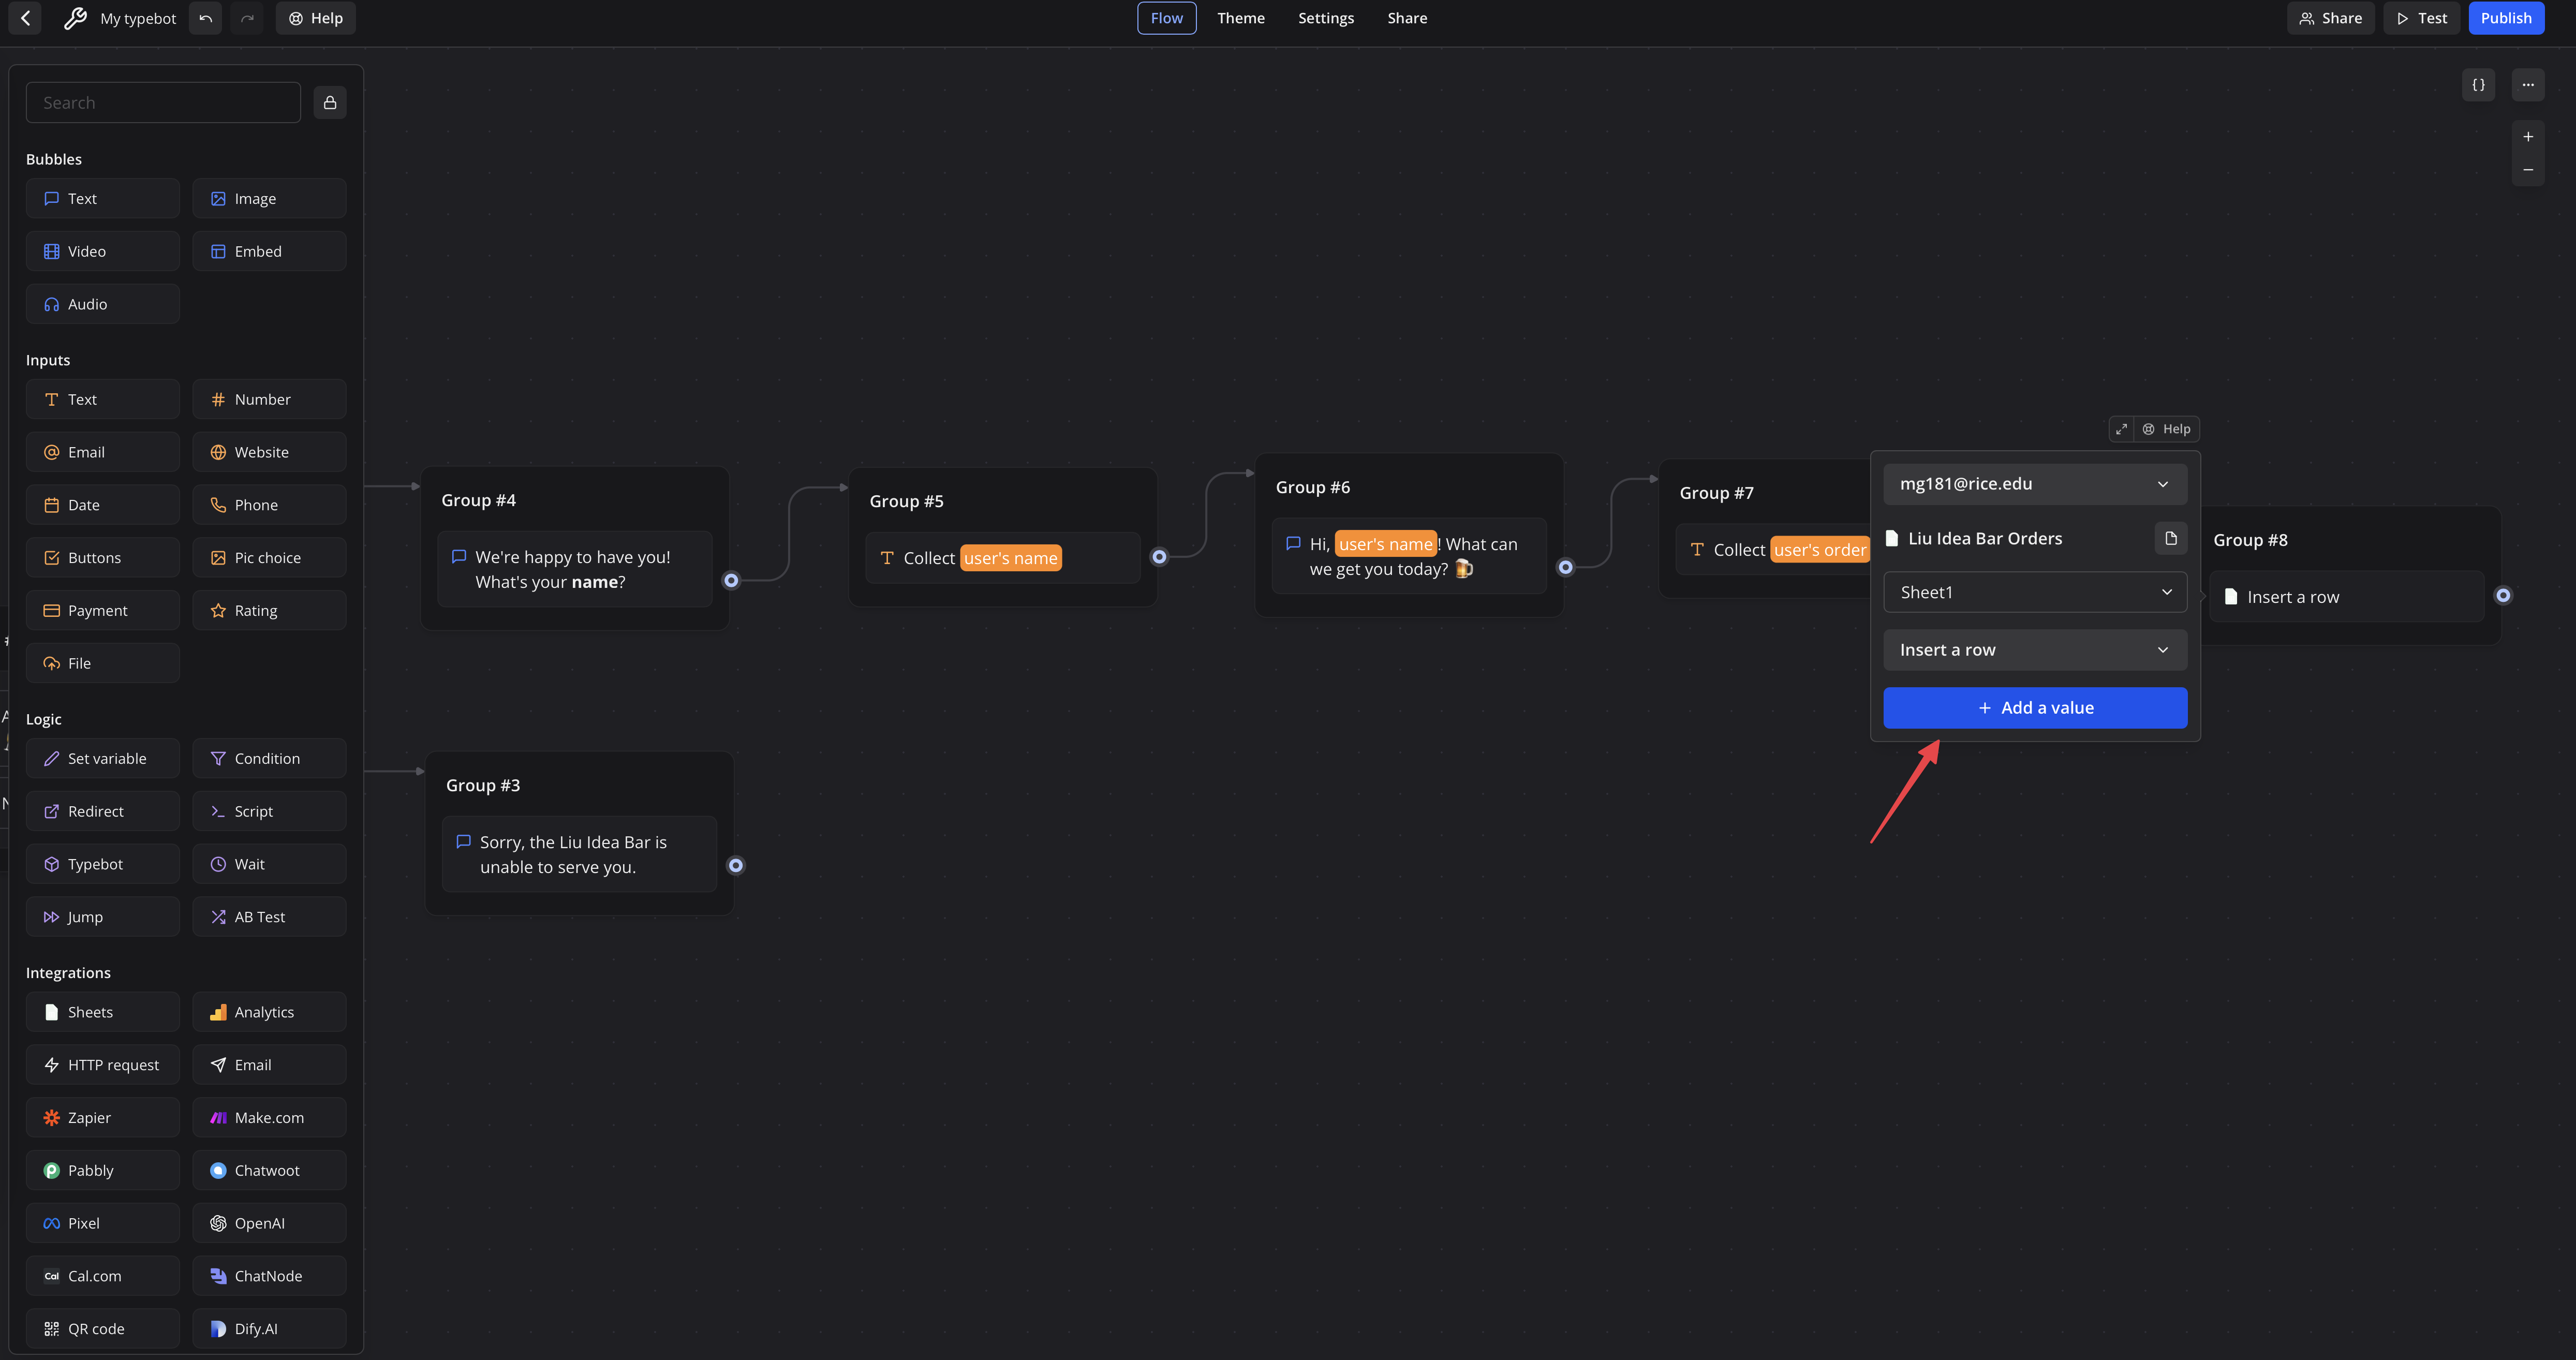 My typebot
Help
Flow
Theme
Settings
Share
Share
Test
Publish
Search
Bubbles
Text
Image
Video
Embed
Audio
Inputs
Text
Number
Email
Website
Date
Phone
Buttons
Pic choice
Payment
Rating
File
Logic
Set variable
Condition
Redirect
Script
Typebot
Wait
Jump
AB Test
Integrations
Sheets
Analytics
HTTP request
Email
Zapier
Make.com
Pabbly
Chatwoot
Pixel
OpenAI
Cal
Cal.com
ChatNode
QR code
Dify.AI
Group #4
We're happy to have you!
What's your name?
Group #5
Collect user's name
Group #6
Hi, user's name! What can
we get you today? 🍺
Group #7
Collect user's order
Help
mg181@rice.edu
Liu Idea Bar Orders
Sheet1
Insert a row
+ Add a value
Group #8
Insert a row
Group #3
Sorry, the Liu Idea Bar is
unable to serve you.